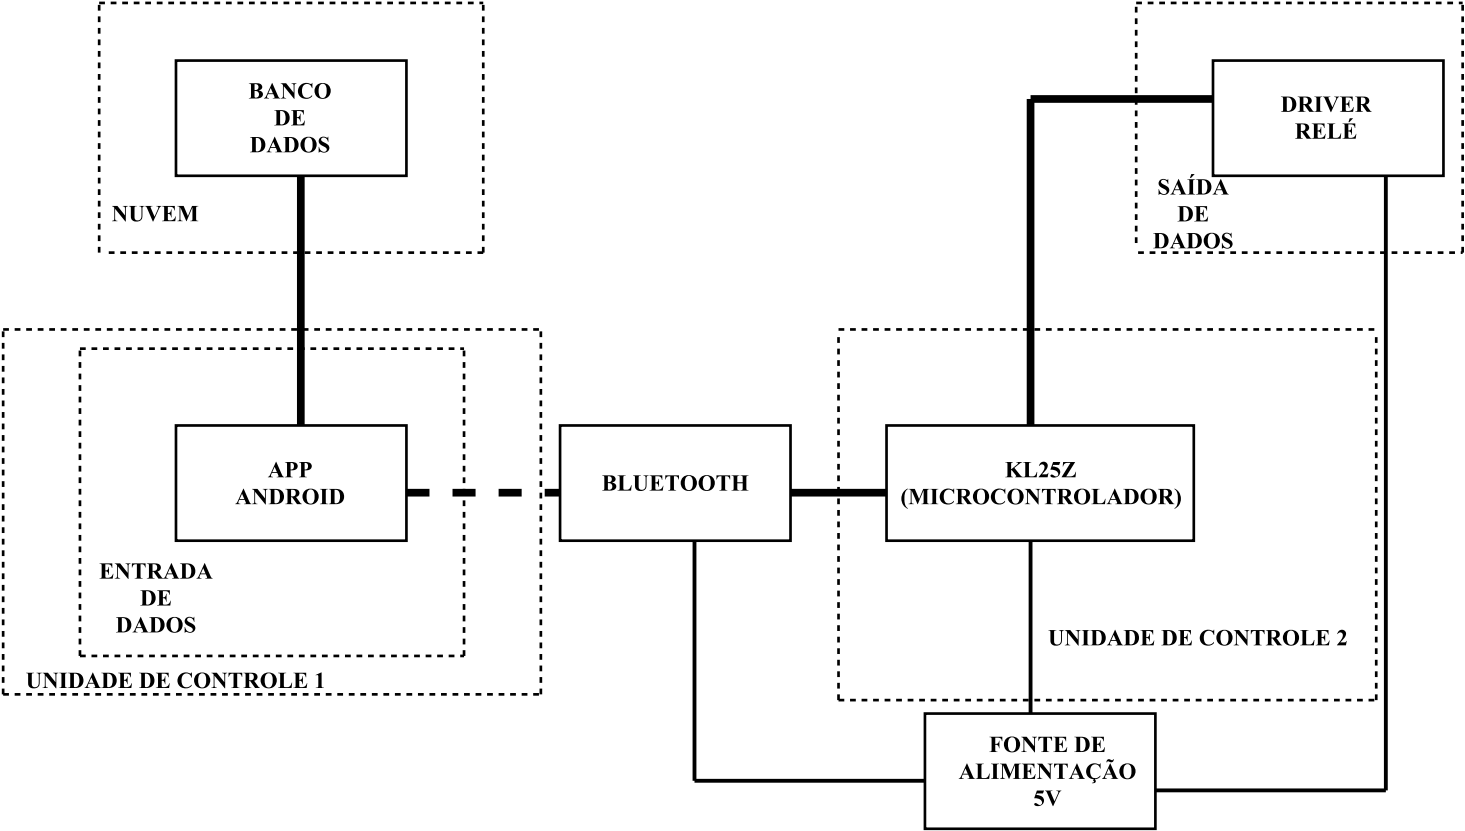 BANCO
DE
DADOS
NUVEM
DRIVER
RELÉ
SAÍDA
DE
DADOS
APP
ANDROID
ENTRADA
DE
DADOS
UNIDADE DE CONTROLE 1
BLUETOOTH
KL25Z
(MICROCONTROLADOR)
UNIDADE DE CONTROLE 2
FONTE DE
ALIMENTAÇÃO
5V